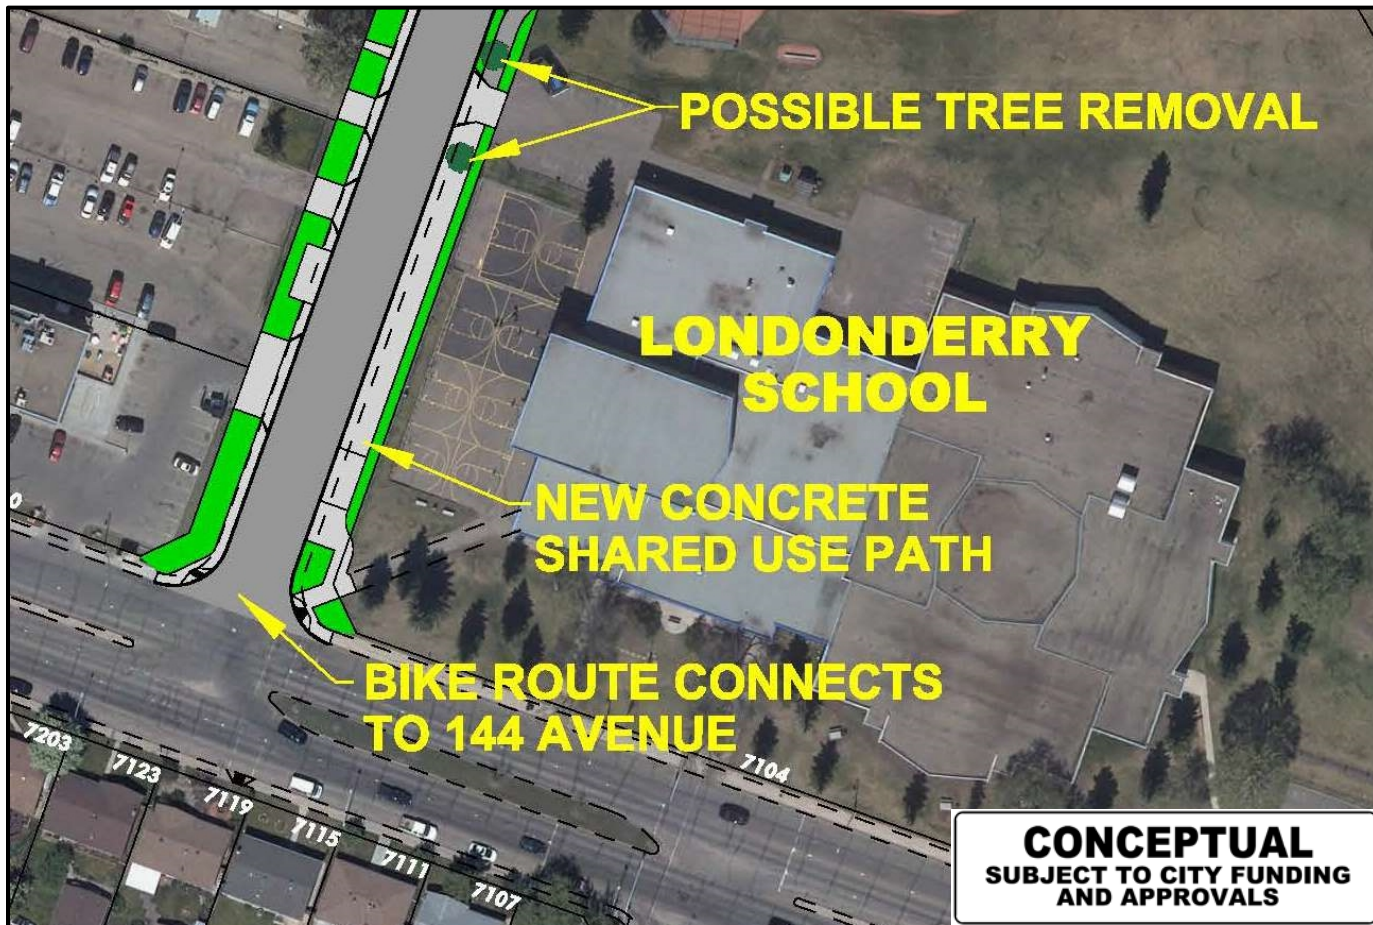 POSSIBLE TREE REMOVAL
LONDONDERRY
SCHOOL
NEW CONCRETE
SHARED USE PATH
BIKE ROUTE CONNECTS
TO 144 AVENUE
0
7203
7123
7119
7115
7111
7107
7104
CONCEPTUAL
SUBJECT TO CITY FUNDING
AND APPROVALS